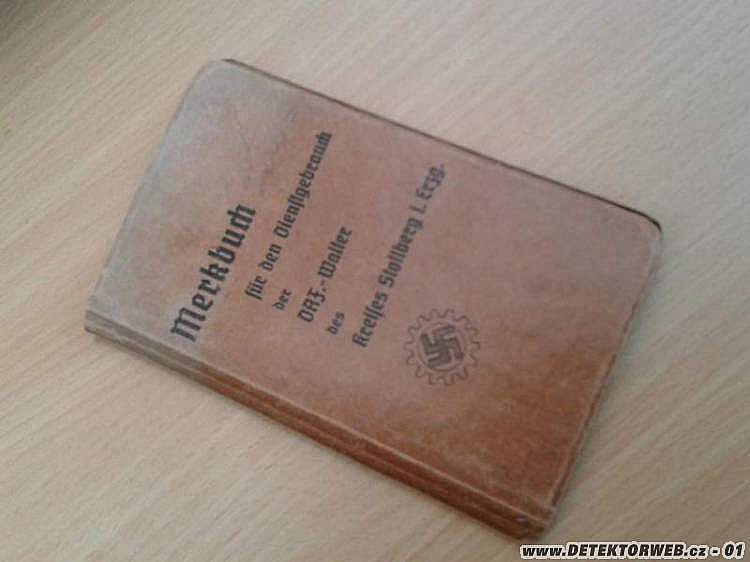 Merkbuch
für den Dienstgebrauch
der
DAF.-Walter
des
Kreises Stollberg i. Erzg.
www.DETEKTORWEB.cz - 01